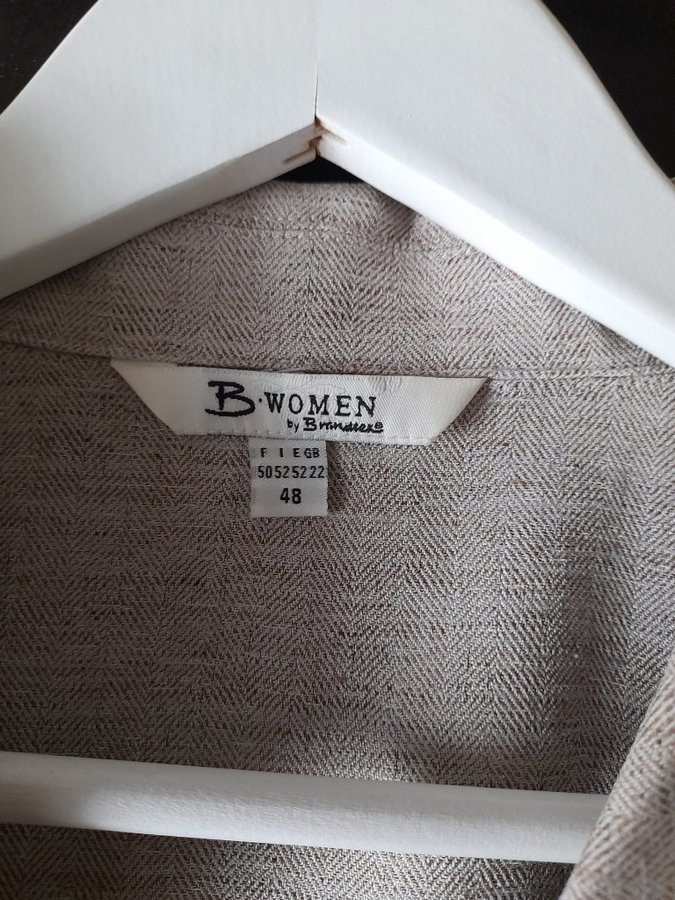 B·WOMEN
by Brandtex®
F I E GB
50 52 52 22
48